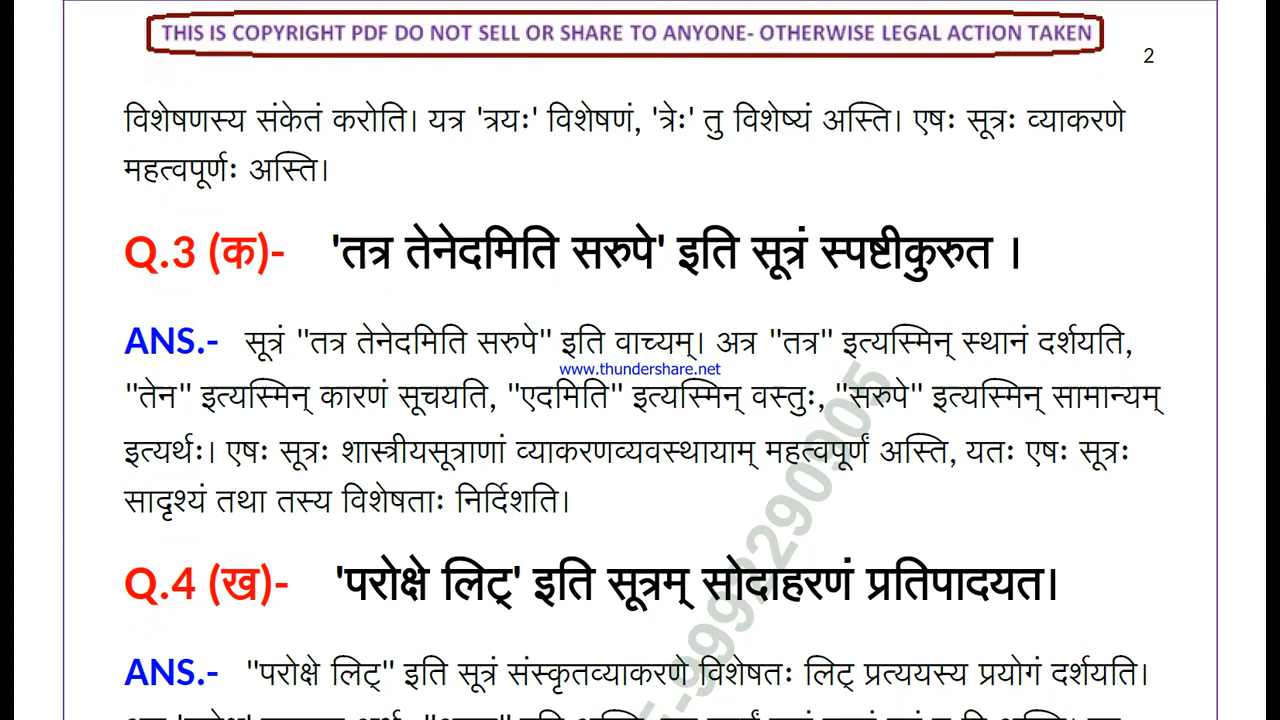 THIS IS COPYRIGHT PDF DO NOT SELL OR SHARE TO ANYONE- OTHERWISE LEGAL ACTION TAKEN
2
विशेषणस्य संकेतं करोति। यत्र 'त्रयः' विशेषणं, 'त्रेः' तु विशेष्यं अस्ति। एषः सूत्रः व्याकरणे
महत्वपूर्णः अस्ति।
Q.3 (क)- 'तत्र तेनेदमिति सरुपे' इति सूत्रं स्पष्टीकुरुत ।
ANS.- सूत्रं "तत्र तेनेदमिति सरुपे" इति वाच्यम्। अत्र "तत्र" इत्यस्मिन् स्थानं दर्शयति,
www.thundershare.net
"तेन" इत्यस्मिन् कारणं सूचयति, "एदमिति" इत्यस्मिन् वस्तुः, "सरुपे" इत्यस्मिन् सामान्यम्
इत्यर्थः। एषः सूत्रः शास्त्रीयसूत्राणां व्याकरणव्यवस्थायाम् महत्वपूर्णं अस्ति, यतः एषः सूत्रः
सादृश्यं तथा तस्य विशेषताः निर्दिशति।
Q.4 (ख)- 'परोक्षे लिट्' इति सूत्रम् सोदाहरणं प्रतिपादयत।
ANS.- "परोक्षे लिट्" इति सूत्रं संस्कृतव्याकरणे विशेषतः लिट् प्रत्ययस्य प्रयोगं दर्शयति।